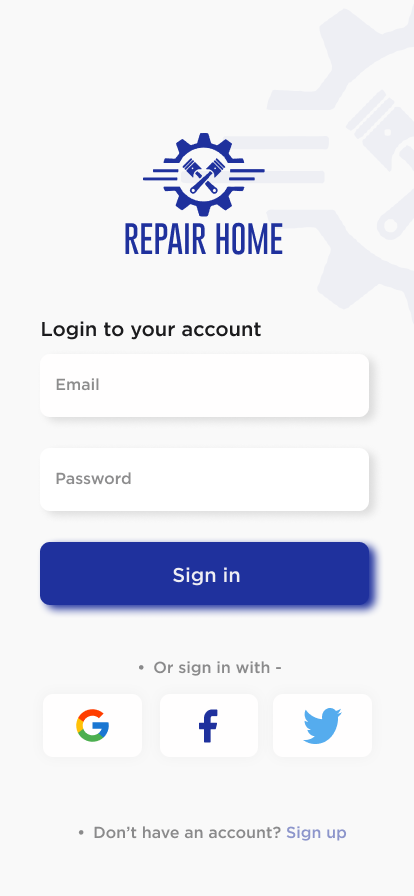 REPAIR HOME
Login to your account
Email
Password
Sign in
• Or sign in with -
• Don’t have an account? Sign up